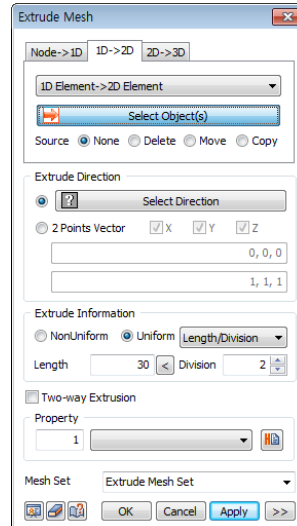 Extrude Mesh
Node->1D 1D->2D 2D->3D
1D Element->2D Element
Select Object(s)
Source None Delete Move Copy
Extrude Direction
Select Direction
2 Points Vector X Y Z
0, 0, 0
1, 1, 1
Extrude Information
NonUniform Uniform Length/Division
Length 30 < Division 2
Two-way Extrusion
Property
1
Mesh Set Extrude Mesh Set
OK Cancel Apply >>